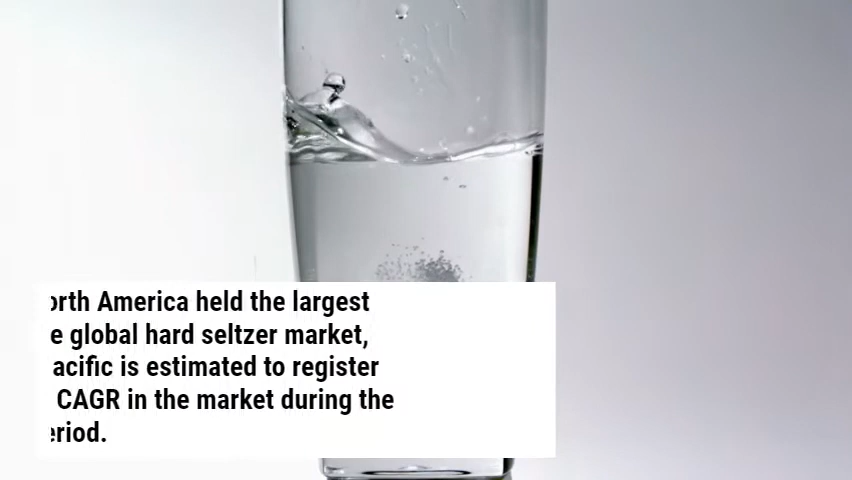 orth America held the largest
e global hard seltzer market,
acific is estimated to register
CAGR in the market during the
eriod.